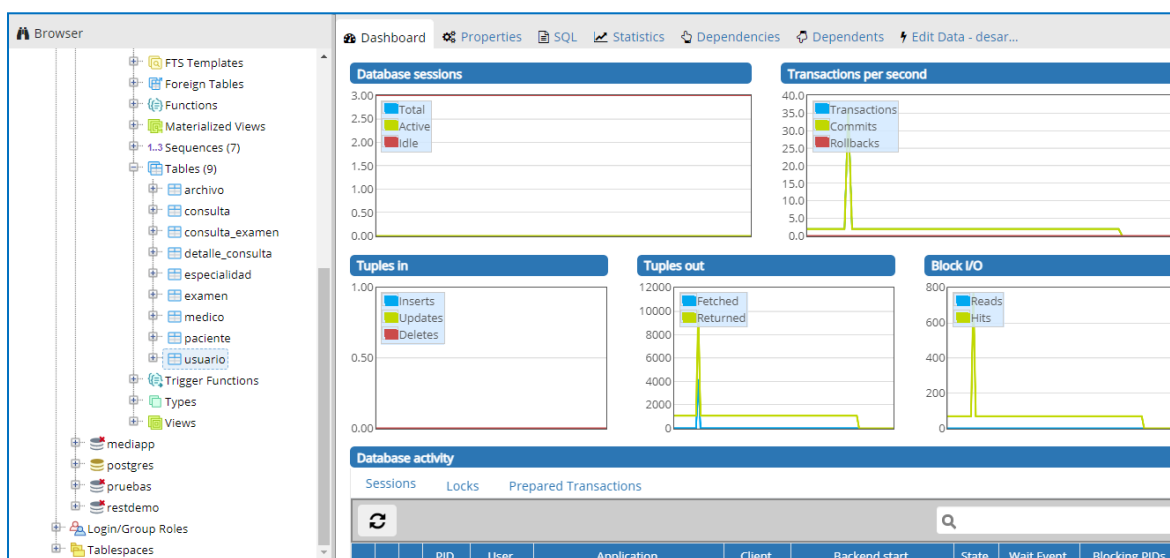 Browser
FTS Templates
Foreign Tables
Functions
Materialized Views
1..3 Sequences (7)
Tables (9)
archivo
consulta
consulta_examen
detalle_consulta
especialidad
examen
medico
paciente
usuario
Trigger Functions
Types
Views
mediapp
postgres
pruebas
restdemo
Login/Group Roles
Tablespaces
Dashboard Properties SQL Statistics Dependencies Dependents Edit Data - desar...
Database sessions
3.00
2.50
2.00
1.50
1.00
0.50
0.00
Total
Active
Idle
Transactions per second
40.0
35.0
30.0
25.0
20.0
15.0
10.0
5.0
0.0
Transactions
Commits
Rollbacks
Tuples in
1.00
0.50
0.00
Inserts
Updates
Deletes
Tuples out
12000
10000
8000
6000
4000
2000
0
Fetched
Returned
Block I/O
800
600
400
200
0
Reads
Hits
Database activity
Sessions Locks Prepared Transactions
PID User Application Client Backend start State Wait Event Blocking PIDs